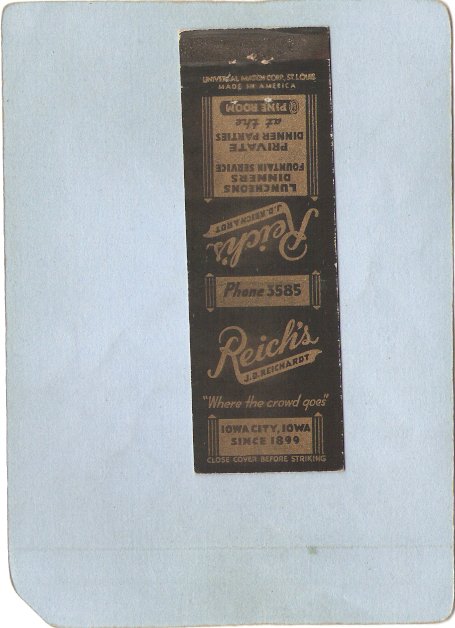 UNIVERSAL MATCH CORP., ST. LOUIS
MADE IN AMERICA
Reich's
J.D. REICHARDT
LUNCHEONS
DINNERS
FOUNTAIN SERVICE
PRIVATE
DINNER PARTIES
at the
PINE ROOM
Phone 3585
Reich's
J.D. REICHARDT
"Where the crowd goes"
IOWA CITY, IOWA
SINCE 1899
CLOSE COVER BEFORE STRIKING